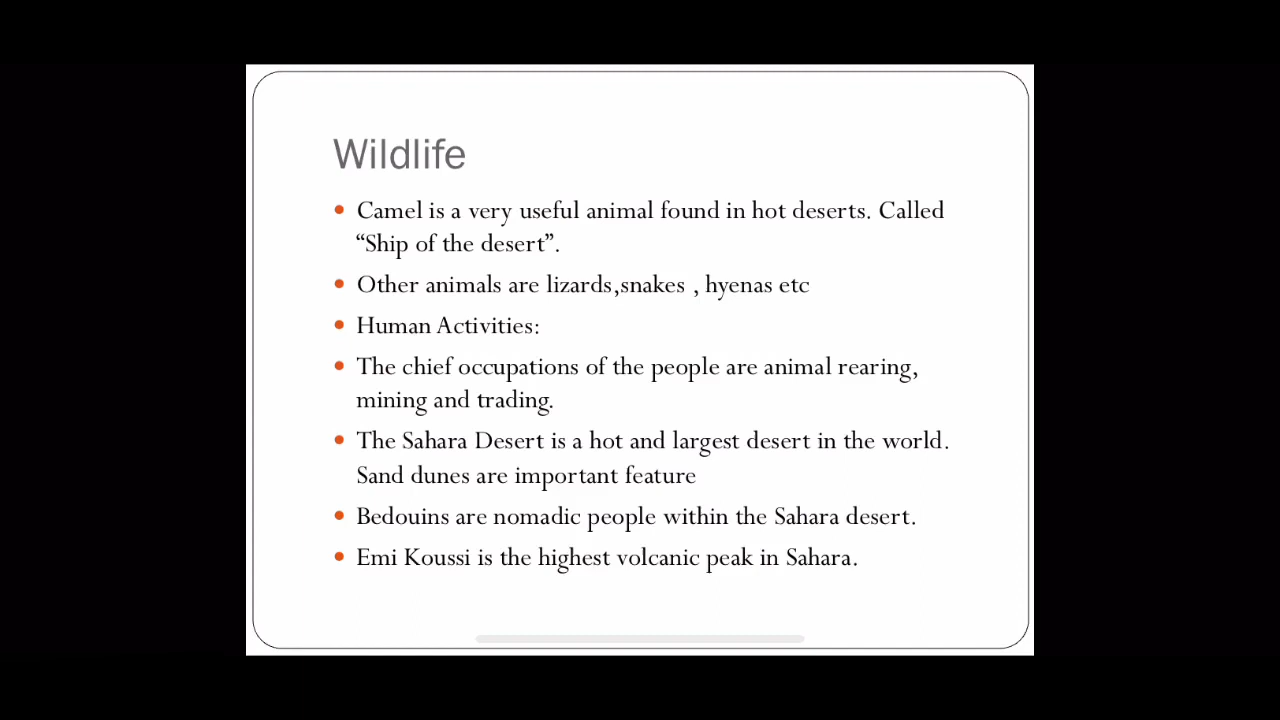 Wildlife
Camel is a very useful animal found in hot deserts. Called
“Ship of the desert”.
Other animals are lizards,snakes , hyenas etc
Human Activities:
The chief occupations of the people are animal rearing,
mining and trading.
The Sahara Desert is a hot and largest desert in the world.
Sand dunes are important feature
Bedouins are nomadic people within the Sahara desert.
Emi Koussi is the highest volcanic peak in Sahara.